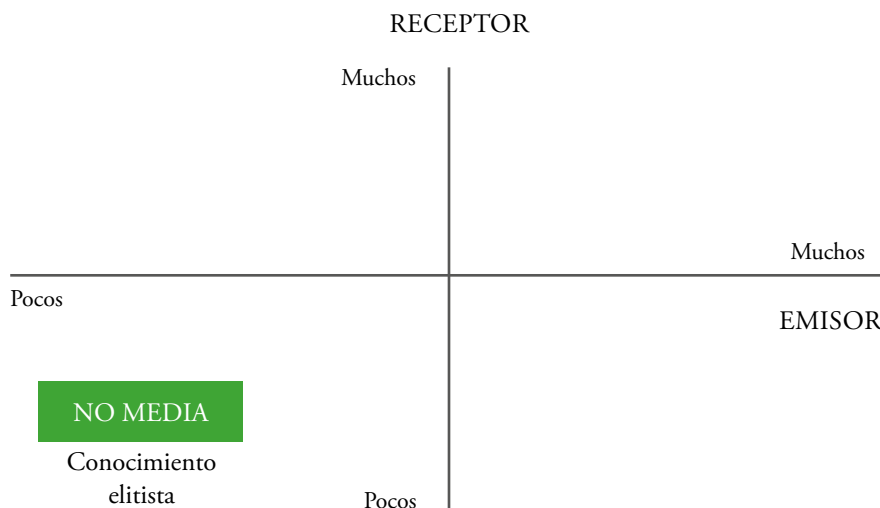 RECEPTOR
Muchos
Muchos
Pocos
EMISOR
NO MEDIA
Conocimiento
elitista
Pocos